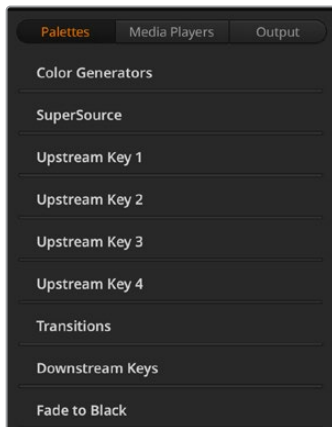 Palettes Media Players Output
Color Generators
SuperSource
Upstream Key 1
Upstream Key 2
Upstream Key 3
Upstream Key 4
Transitions
Downstream Keys
Fade to Black